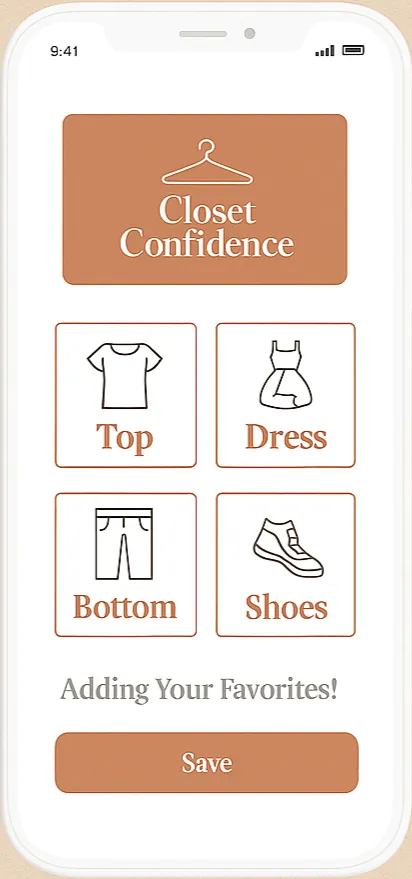 9:41
Closet
Confidence
Top
Dress
Bottom
Shoes
Adding Your Favorites!
Save